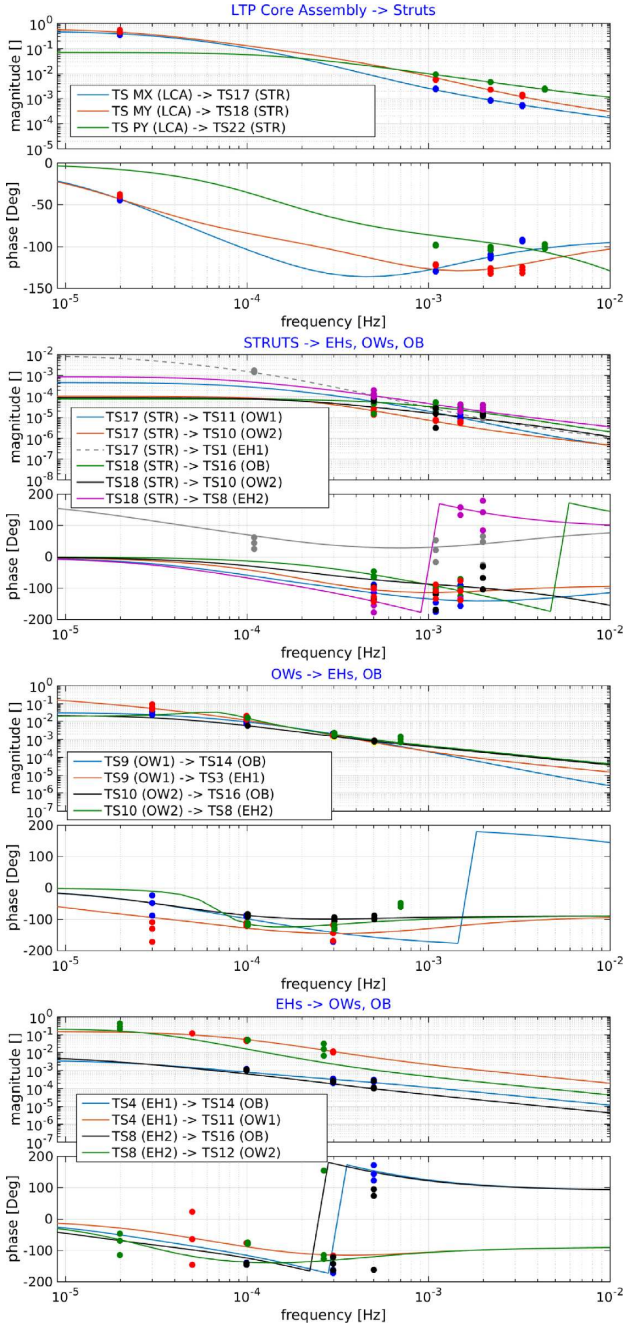 LTP Core Assembly -> Struts
magnitude []
10^0
10^-1
10^-2
10^-3
10^-4
10^-5
TS MX (LCA) -> TS17 (STR)
TS MY (LCA) -> TS18 (STR)
TS PY (LCA) -> TS22 (STR)
phase [Deg]
0
-50
-100
-150
10^-5
10^-4
10^-3
10^-2
frequency [Hz]
STRUTS -> EHs, OWs, OB
magnitude []
10^-2
10^-3
10^-4
10^-5
10^-6
10^-7
10^-8
TS17 (STR) -> TS11 (OW1)
TS17 (STR) -> TS10 (OW2)
TS17 (STR) -> TS1 (EH1)
TS18 (STR) -> TS16 (OB)
TS18 (STR) -> TS10 (OW2)
TS18 (STR) -> TS8 (EH2)
phase [Deg]
200
100
0
-100
-200
10^-5
10^-4
10^-3
10^-2
frequency [Hz]
OWs -> EHs, OB
magnitude []
10^0
10^-1
10^-2
10^-3
10^-4
10^-5
10^-6
10^-7
TS9 (OW1) -> TS14 (OB)
TS9 (OW1) -> TS3 (EH1)
TS10 (OW2) -> TS16 (OB)
TS10 (OW2) -> TS8 (EH2)
phase [Deg]
200
100
0
-100
-200
10^-5
10^-4
10^-3
10^-2
frequency [Hz]
EHs -> OWs, OB
magnitude []
10^1
10^0
10^-1
10^-2
10^-3
10^-4
10^-5
10^-6
10^-7
TS4 (EH1) -> TS14 (OB)
TS4 (EH1) -> TS11 (OW1)
TS8 (EH2) -> TS16 (OB)
TS8 (EH2) -> TS12 (OW2)
phase [Deg]
200
100
0
-100
-200
10^-5
10^-4
10^-3
10^-2
frequency [Hz]